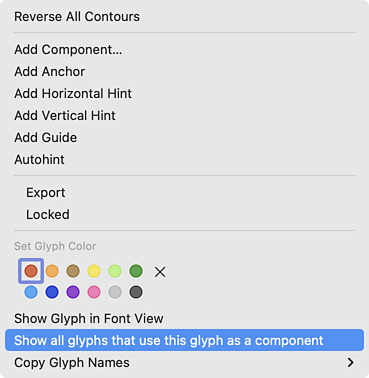 Reverse All Contours
Add Component...
Add Anchor
Add Horizontal Hint
Add Vertical Hint
Add Guide
Autohint
Export
Locked
Set Glyph Color
Show Glyph in Font View
Show all glyphs that use this glyph as a component
Copy Glyph Names